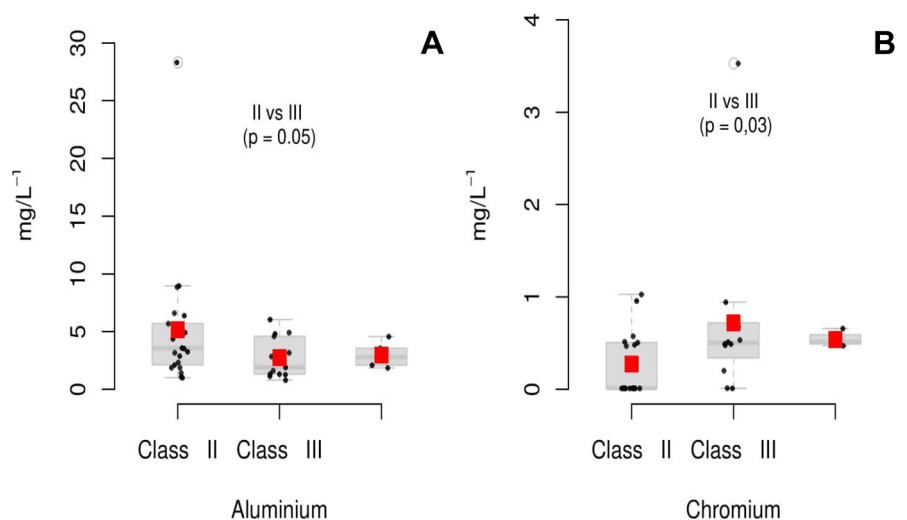 A
30
25
20
15
10
5
0
mg/L⁻¹
II vs III
(p = 0.05)
Class II Class III
Aluminium
B
4
3
2
1
0
mg/L⁻¹
II vs III
(p = 0,03)
Class II Class III
Chromium